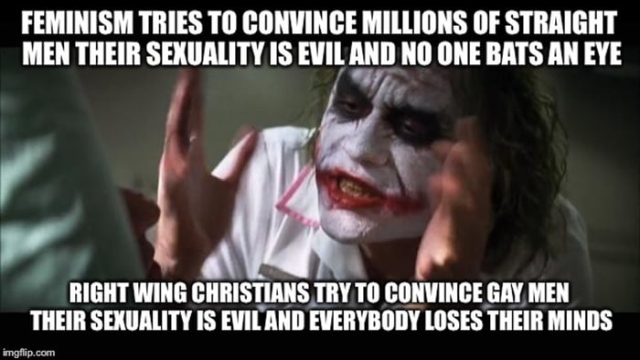 FEMINISM TRIES TO CONVINCE MILLIONS OF STRAIGHT
MEN THEIR SEXUALITY IS EVIL AND NO ONE BATS AN EYE
RIGHT WING CHRISTIANS TRY TO CONVINCE GAY MEN
THEIR SEXUALITY IS EVIL AND EVERYBODY LOSES THEIR MINDS
imgflip.com